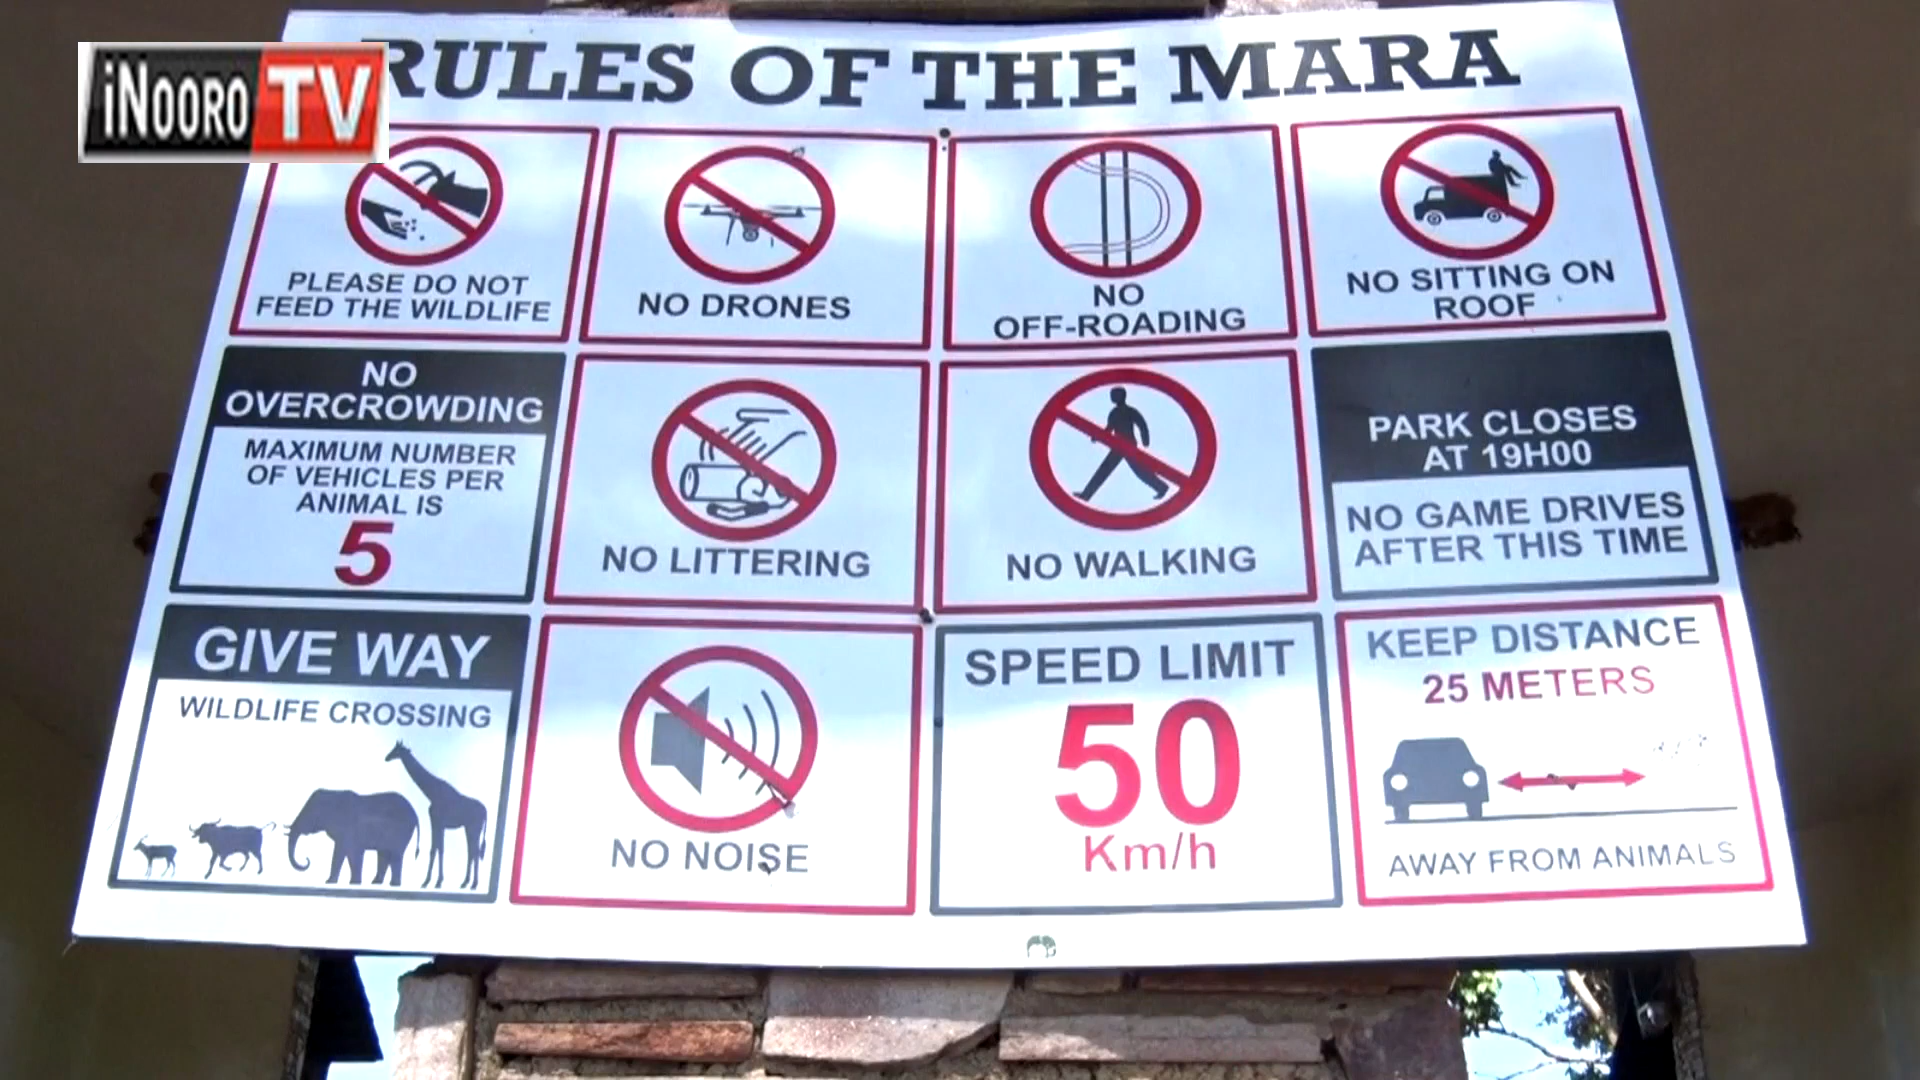 iNOORO TV
RULES OF THE MARA
PLEASE DO NOT
FEED THE WILDLIFE
NO DRONES
NO
OFF-ROADING
NO SITTING ON
ROOF
NO
OVERCROWDING
MAXIMUM NUMBER
OF VEHICLES PER
ANIMAL IS
5
NO LITTERING
NO WALKING
PARK CLOSES
AT 19H00
NO GAME DRIVES
AFTER THIS TIME
GIVE WAY
WILDLIFE CROSSING
NO NOISE
SPEED LIMIT
50
Km/h
KEEP DISTANCE
25 METERS
AWAY FROM ANIMALS